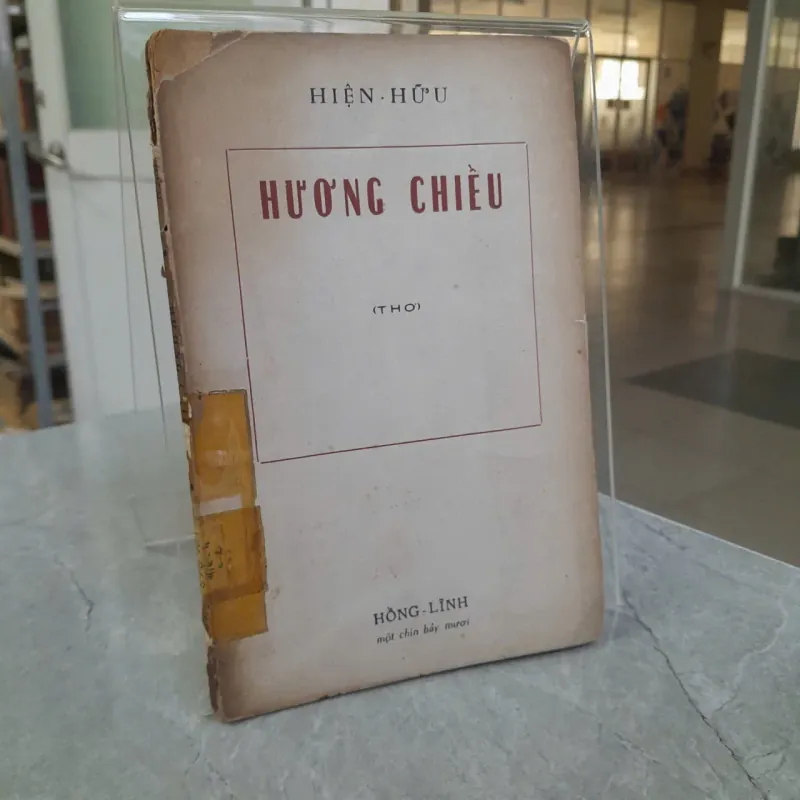 HIỆN-HỮU
HƯƠNG CHIỀU
(THƠ)
HỒNG-LĨNH
một chín bảy mươi